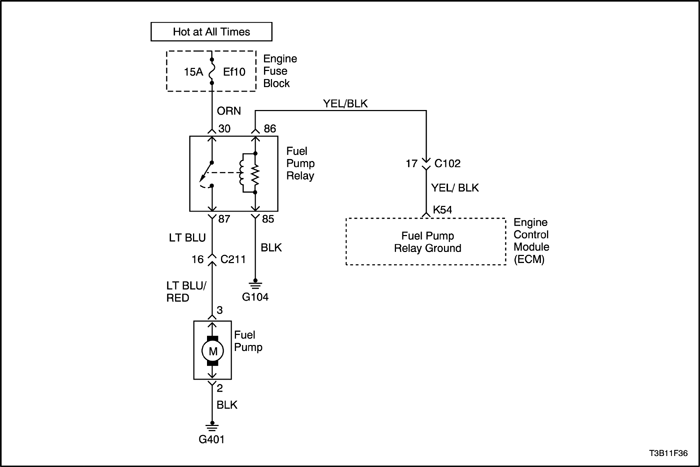 Hot at All Times
15A Ef10
Engine
Fuse
Block
ORN
YEL/BLK
30
86
Fuel
Pump
Relay
17 C102
YEL/ BLK
K54
87
85
Fuel Pump
Relay Ground
Engine
Control
Module
(ECM)
LT BLU
BLK
16 C211
LT BLU/
RED
G104
3
Fuel
Pump
M
2
BLK
G401
T3B11F36